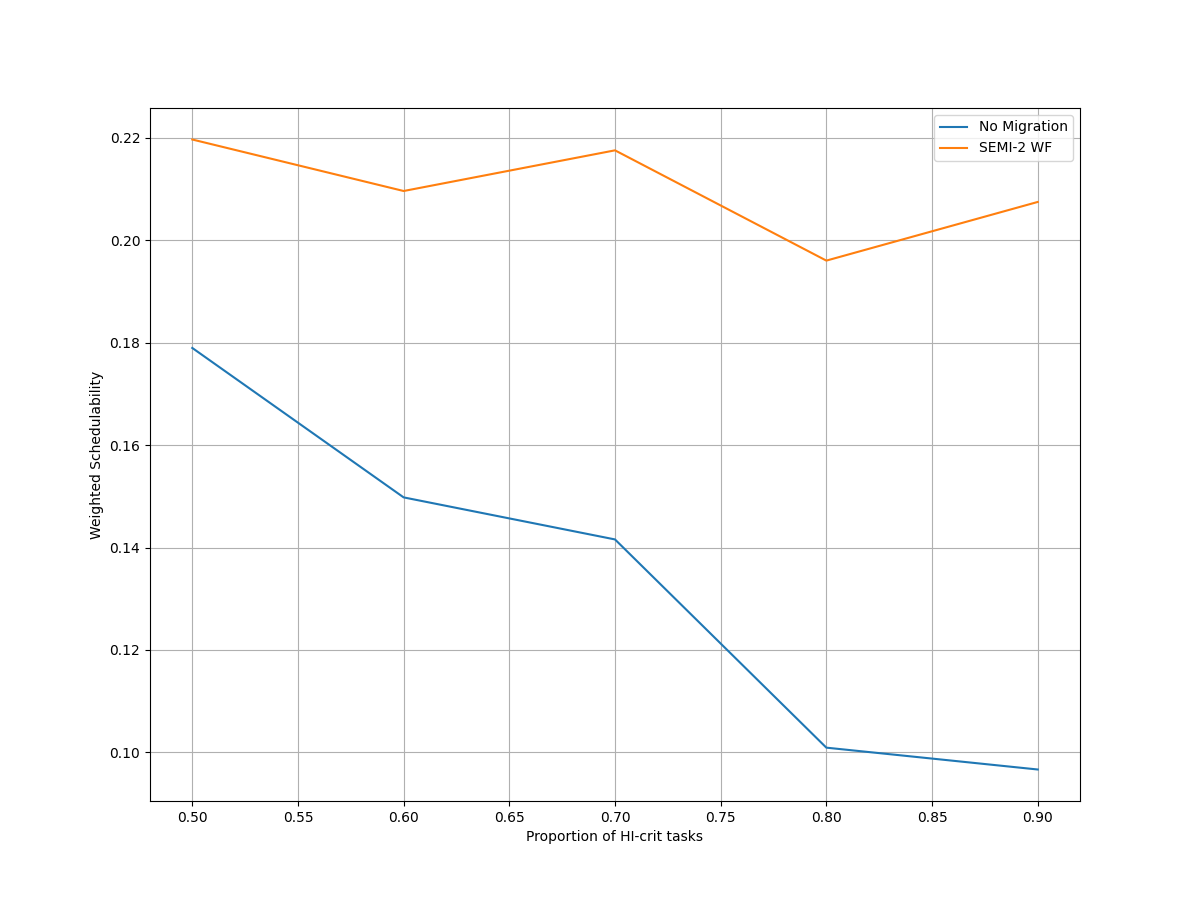 No Migration
SEMI-2 WF
0.22
0.20
0.18
0.16
0.14
0.12
0.10
Weighted Schedulability
0.50 0.55 0.60 0.65 0.70 0.75 0.80 0.85 0.90
Proportion of HI-crit tasks